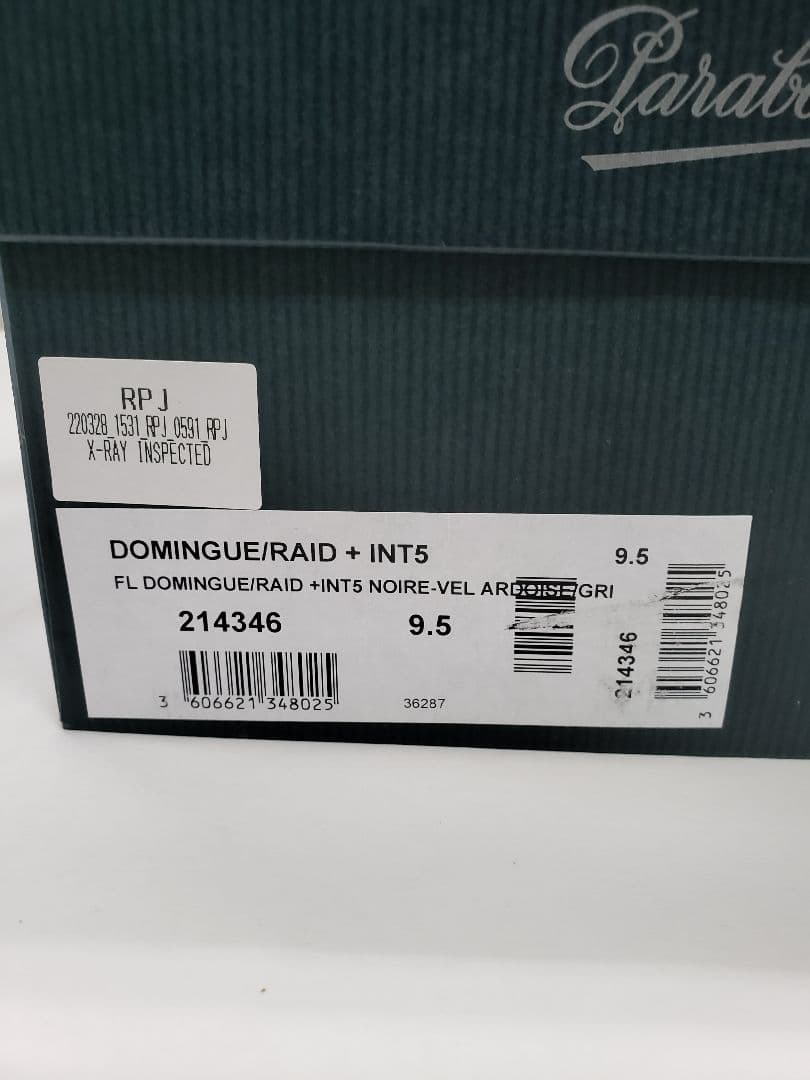 Parab
RPJ
220328_1531_RPJ_0591_RPJ
X-RAY INSPECTED
DOMINGUE/RAID + INT5
9.5
FL DOMINGUE/RAID +INT5 NOIRE-VEL ARDOISE/GRI
214346
9.5
3 606621 348025
36287
214346
3 606621 348025